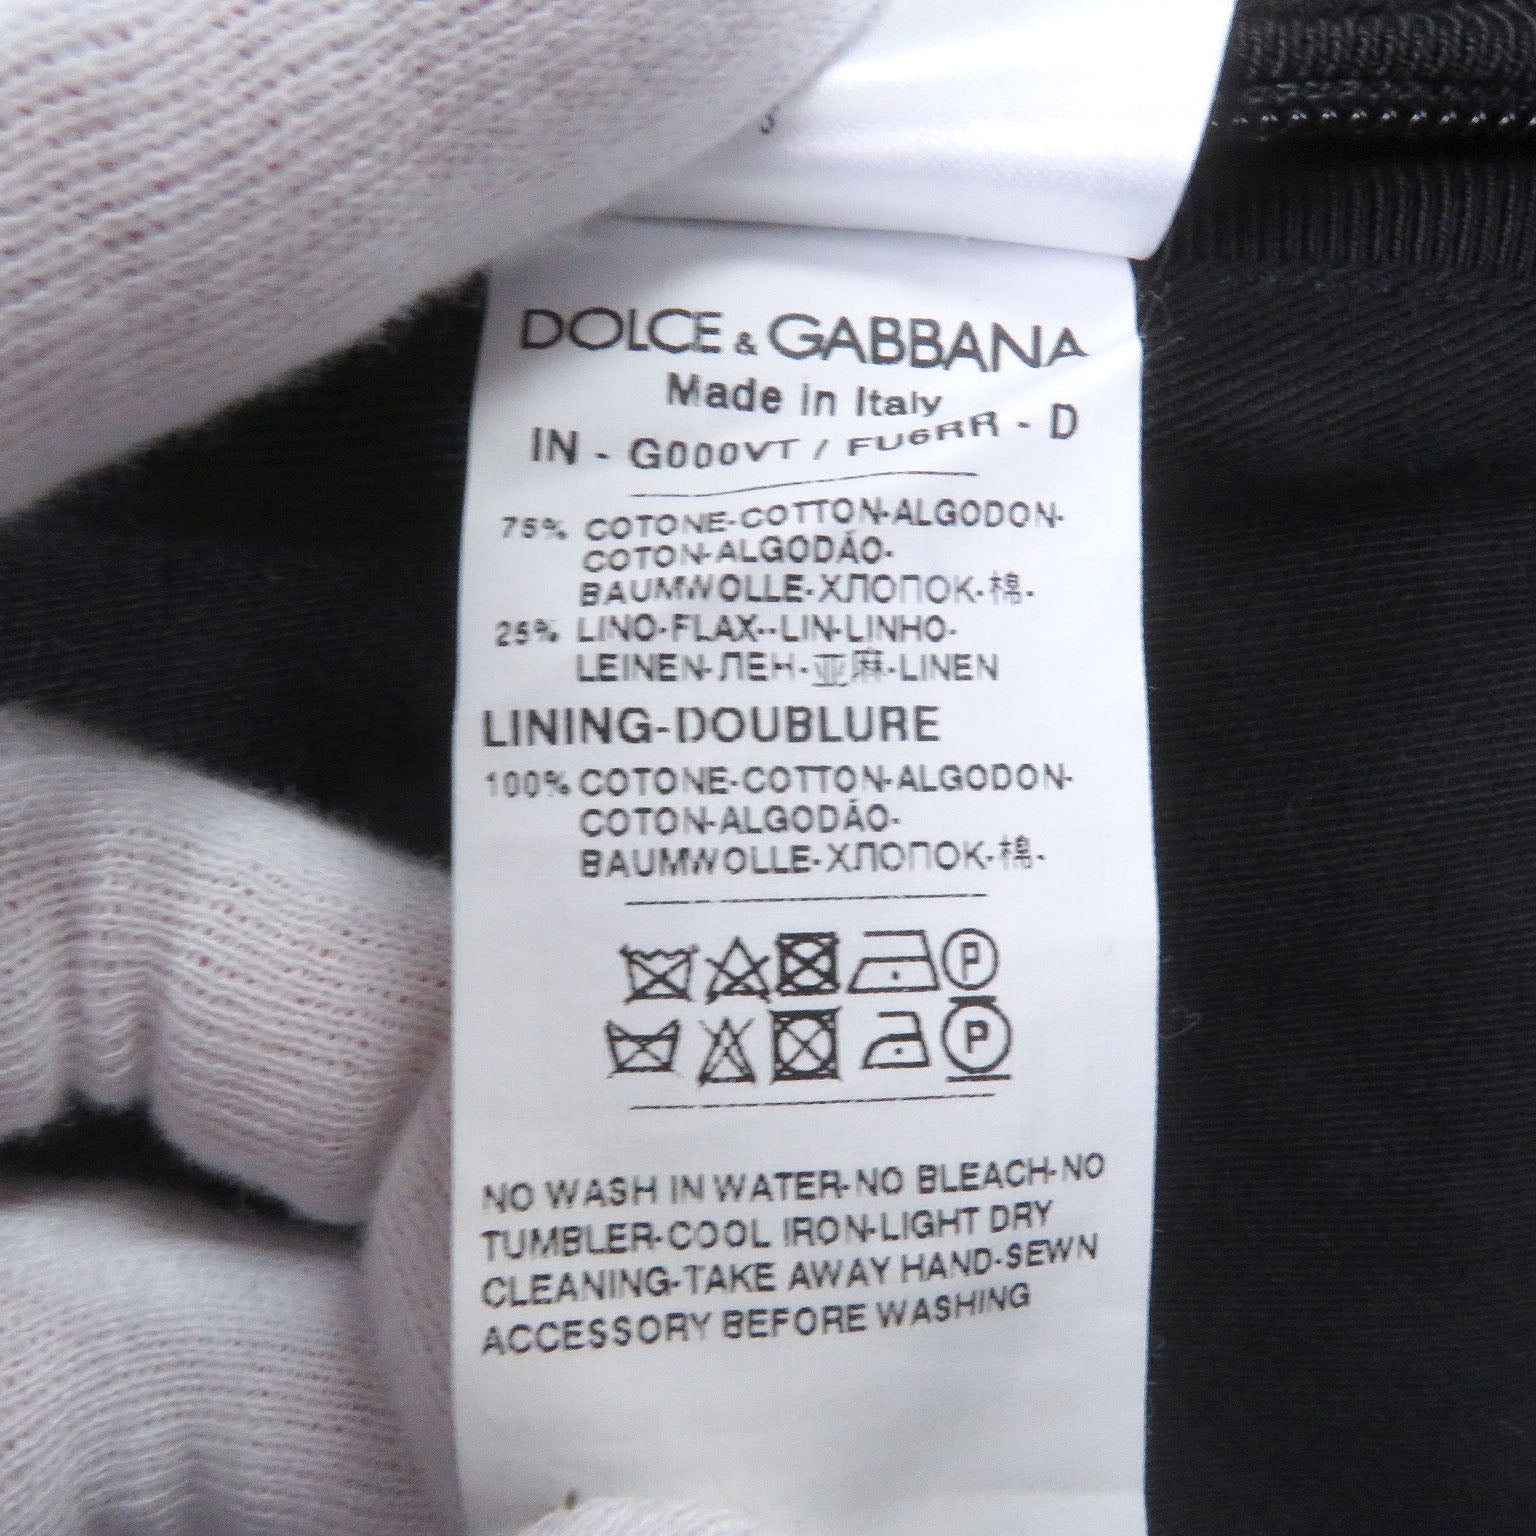 DOLCE & GABBANA
Made in Italy
IN - G000VT / FU6RR - D
75% COTONE-COTTON-ALGODON-
COTON-ALGODÃO-
BAUMWOLLE-ХЛОПОК-棉-
25% LINO-FLAX--LIN-LINHO-
LEINEN-ЛЕН-亚麻-LINEN
LINING-DOUBLURE
100% COTONE-COTTON-ALGODON-
COTON-ALGODÃO-
BAUMWOLLE-ХЛОПОК-棉-
P
P
NO WASH IN WATER-NO BLEACH-NO
TUMBLER-COOL IRON-LIGHT DRY
CLEANING-TAKE AWAY HAND-SEWN
ACCESSORY BEFORE WASHING